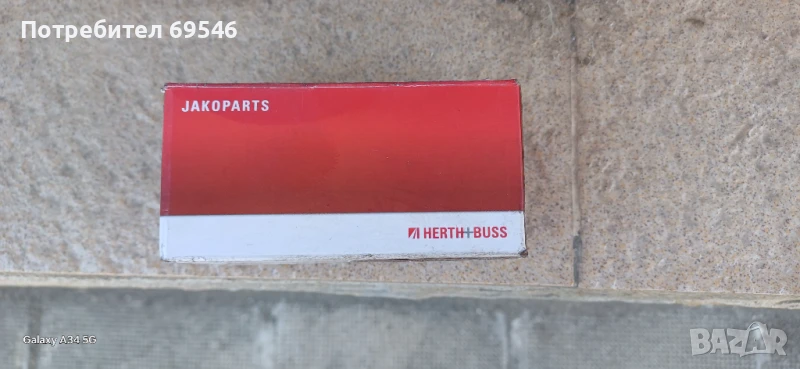 Потребител 69546
JAKOPARTS
HERTH+BUSS
Galaxy A34 5G
BAZAR